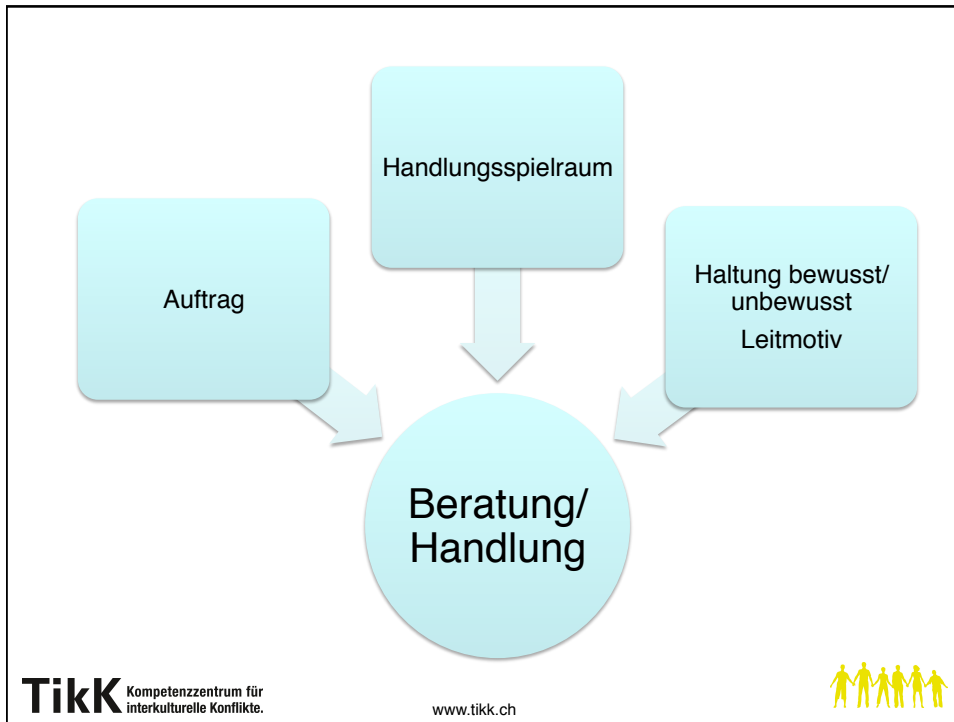 Handlungsspielraum
Auftrag
Haltung bewusst/
unbewusst
Leitmotiv
Beratung/
Handlung
TikK Kompetenzzentrum für
interkulturelle Konflikte.
www.tikk.ch